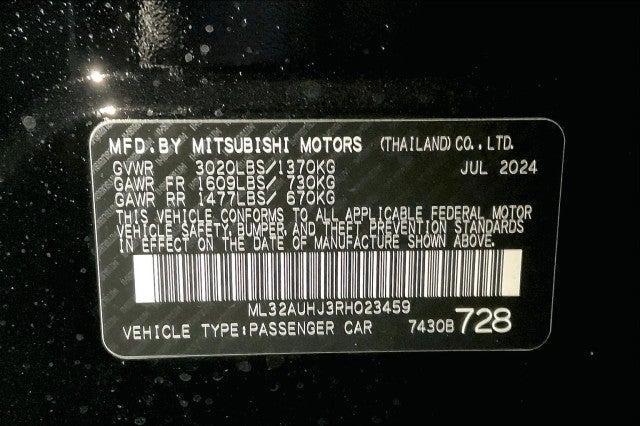 MFD.BY MITSUBISHI MOTORS (THAILAND) CO.,LTD.
GVWR 3020LBS/1370KG JUL 2024
GAWR FR 1609LBS/ 730KG
GAWR RR 1477LBS/ 670KG
THIS VEHICLE CONFORMS TO ALL APPLICABLE FEDERAL MOTOR
VEHICLE SAFETY, BUMPER, AND THEFT PREVENTION STANDARDS
IN EFFECT ON THE DATE OF MANUFACTURE SHOWN ABOVE.
ML32AUHJ3RH023459
VEHICLE TYPE:PASSENGER CAR 7430B 728